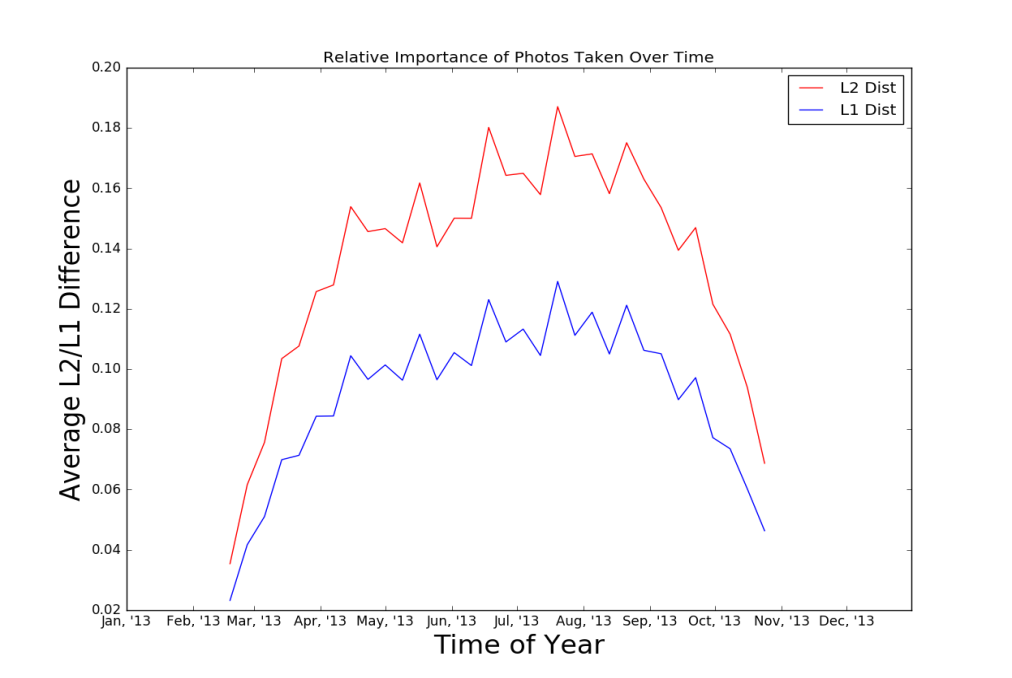 Relative Importance of Photos Taken Over Time
L2 Dist
L1 Dist
Average L2/L1 Difference
0.20
0.18
0.16
0.14
0.12
0.10
0.08
0.06
0.04
0.02
Jan, '13 Feb, '13 Mar, '13 Apr, '13 May, '13 Jun, '13 Jul, '13 Aug, '13 Sep, '13 Oct, '13 Nov, '13 Dec, '13
Time of Year